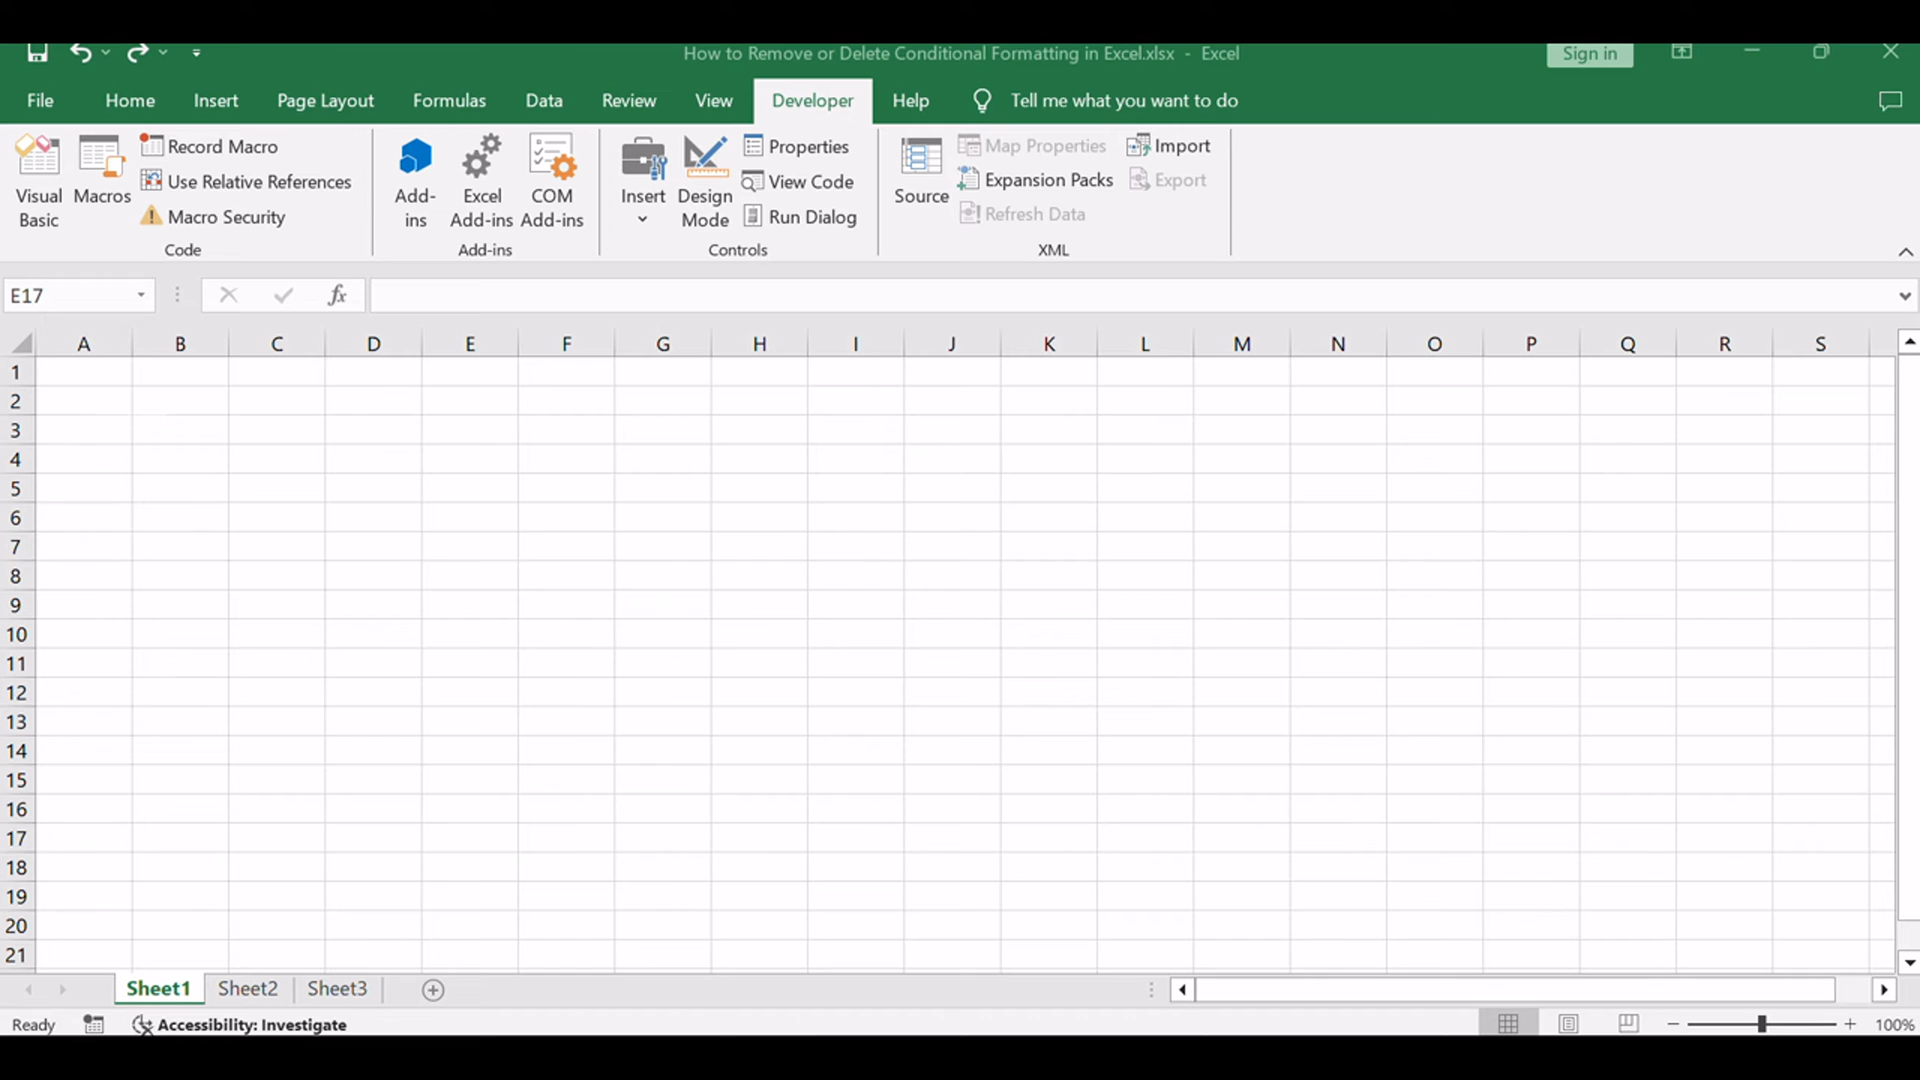 How to Remove or Delete Conditional Formatting in Excel.xlsx - Excel
Sign in
File Home Insert Page Layout Formulas Data Review View Developer Help Tell me what you want to do
Visual Basic
Macros
Record Macro
Use Relative References
Macro Security
Code
Add-ins
Excel Add-ins
COM Add-ins
Add-ins
Insert
Design Mode
Properties
View Code
Run Dialog
Controls
Source
Map Properties
Expansion Packs
Refresh Data
Import
Export
XML
E17
fx
A B C D E F G H I J K L M N O P Q R S
1
2
3
4
5
6
7
8
9
10
11
12
13
14
15
16
17
18
19
20
21
Sheet1 Sheet2 Sheet3
Ready Accessibility: Investigate 100%